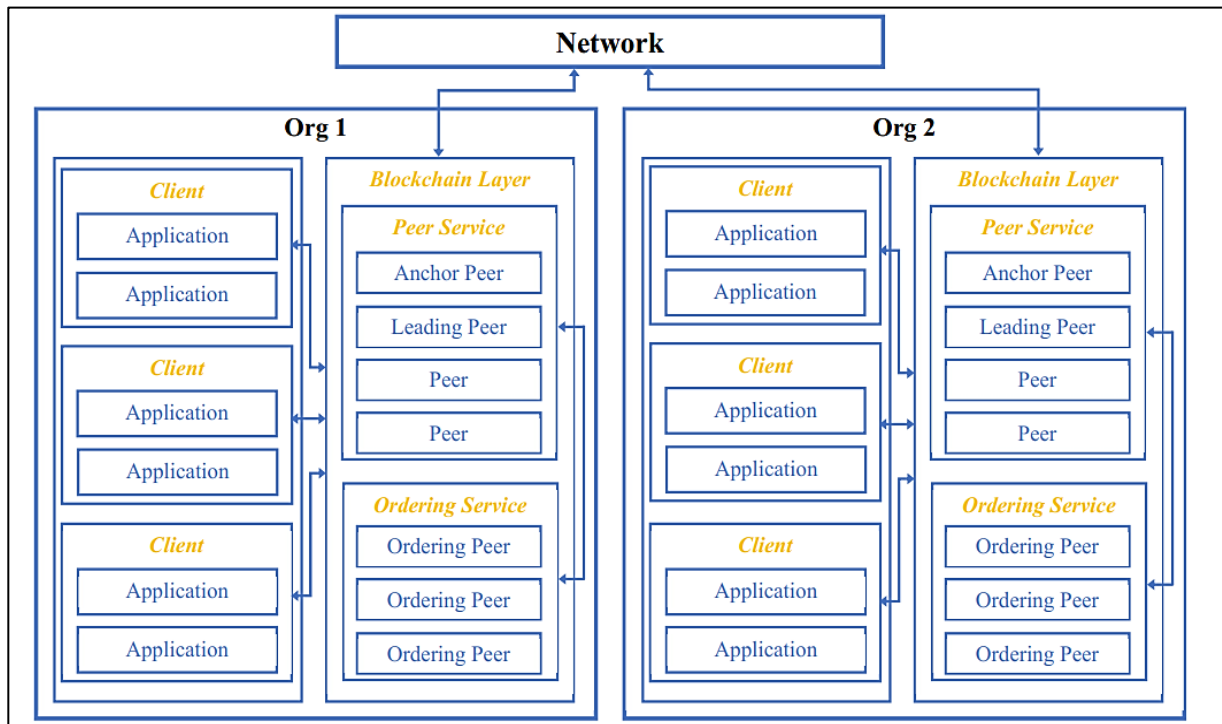 Network
Org 1
Client
Application
Application
Client
Application
Application
Client
Application
Application
Blockchain Layer
Peer Service
Anchor Peer
Leading Peer
Peer
Peer
Ordering Service
Ordering Peer
Ordering Peer
Ordering Peer
Org 2
Client
Application
Application
Client
Application
Application
Client
Application
Application
Blockchain Layer
Peer Service
Anchor Peer
Leading Peer
Peer
Peer
Ordering Service
Ordering Peer
Ordering Peer
Ordering Peer